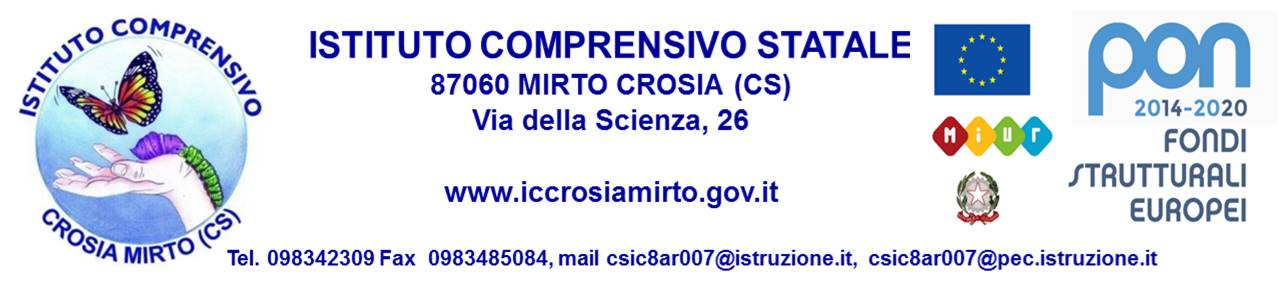 ISTITUTO COMPRENSIVO
CROSIA MIRTO (CS)
ISTITUTO COMPRENSIVO STATALE
87060 MIRTO CROSIA (CS)
Via della Scienza, 26
www.iccrosiamirto.gov.it
Tel. 098342309 Fax 0983485084, mail csic8ar007@istruzione.it, csic8ar007@pec.istruzione.it
MiUR
pon
2014-2020
FONDI
STRUTTURALI
EUROPEI